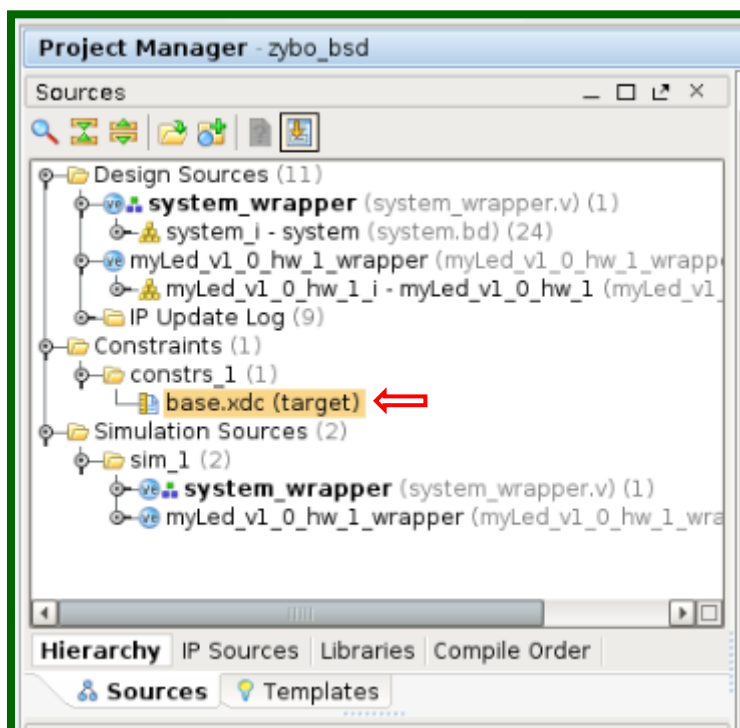 Project Manager - zybo_bsd
Sources
Design Sources (11)
system_wrapper (system_wrapper.v) (1)
system_i - system (system.bd) (24)
myLed_v1_0_hw_1_wrapper (myLed_v1_0_hw_1_wrapp
myLed_v1_0_hw_1_i - myLed_v1_0_hw_1 (myLed_v1_
IP Update Log (9)
Constraints (1)
constrs_1 (1)
base.xdc (target)
Simulation Sources (2)
sim_1 (2)
system_wrapper (system_wrapper.v) (1)
myLed_v1_0_hw_1_wrapper (myLed_v1_0_hw_1_wra
Hierarchy IP Sources Libraries Compile Order
Sources Templates